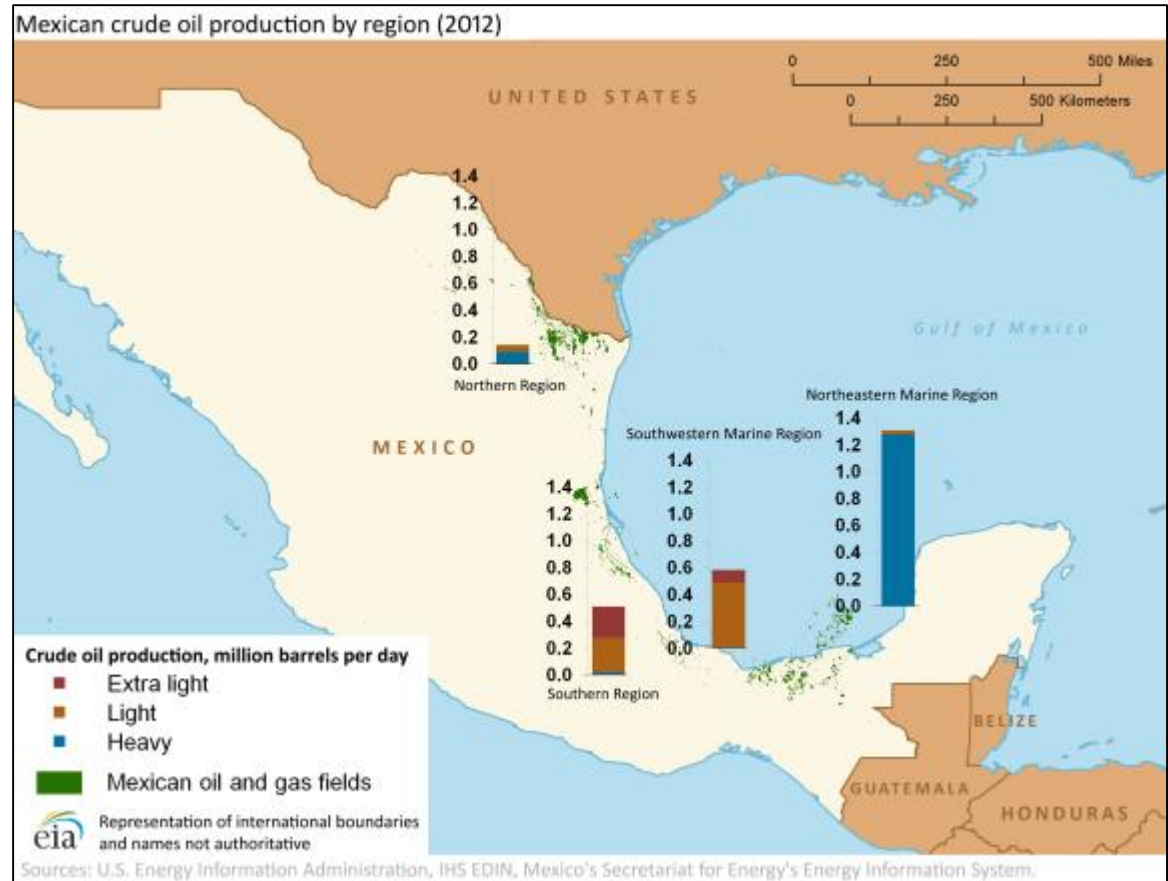 Mexican crude oil production by region (2012)
0 250 500 Miles
0 250 500 Kilometers
UNITED STATES
1.4
1.2
1.0
0.8
0.6
0.4
0.2
0.0
Northern Region
Gulf of Mexico
MEXICO
Northeastern Marine Region
1.4
1.2
1.0
0.8
0.6
0.4
0.2
0.0
Southwestern Marine Region
1.4
1.2
1.0
0.8
0.6
0.4
0.2
0.0
1.4
1.2
1.0
0.8
0.6
0.4
0.2
0.0
Southern Region
BELIZE
GUATEMALA
HONDURAS
Crude oil production, million barrels per day
Extra light
Light
Heavy
Mexican oil and gas fields
eia
Representation of international boundaries
and names not authoritative
Sources: U.S. Energy Information Administration, IHS EDIN, Mexico's Secretariat for Energy's Energy Information System.